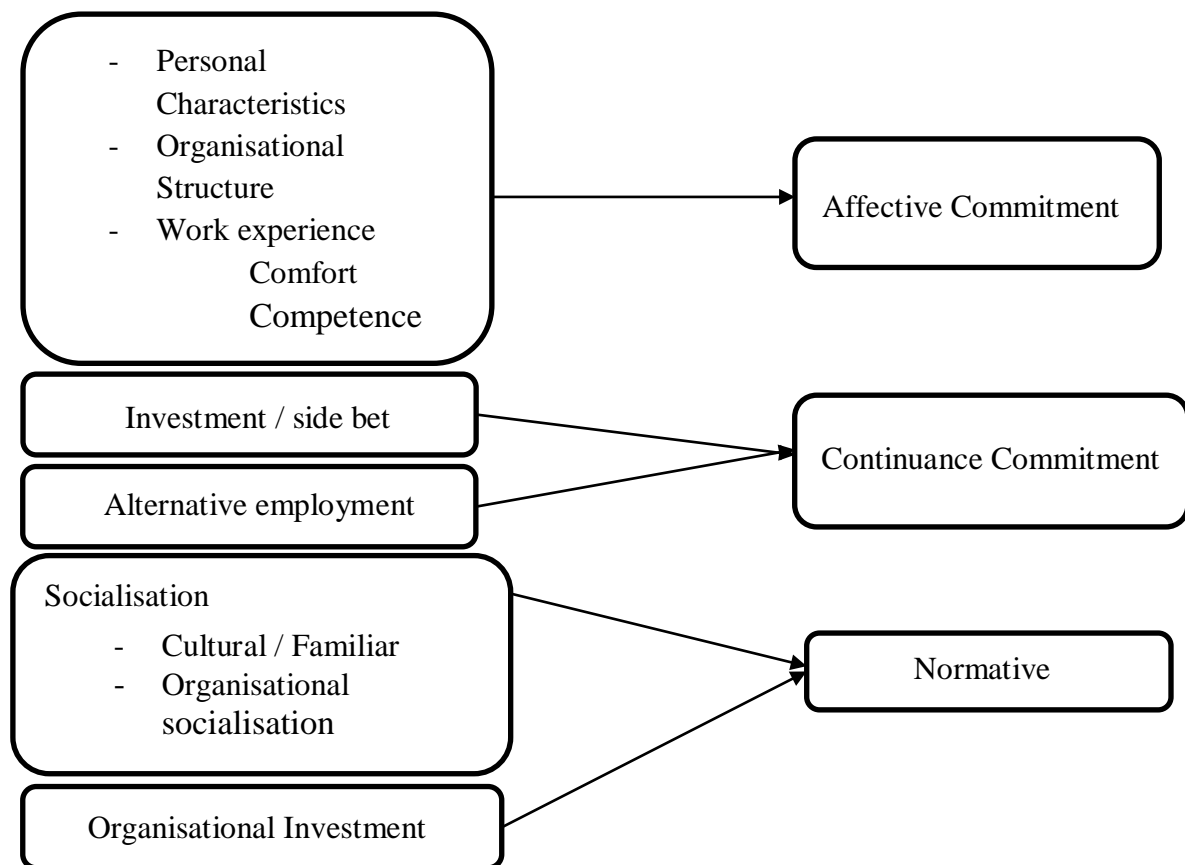 - Personal
Characteristics
- Organisational
Structure
- Work experience
Comfort
Competence
Affective Commitment
Investment / side bet
Alternative employment
Continuance Commitment
Socialisation
- Cultural / Familiar
- Organisational
socialisation
Normative
Organisational Investment